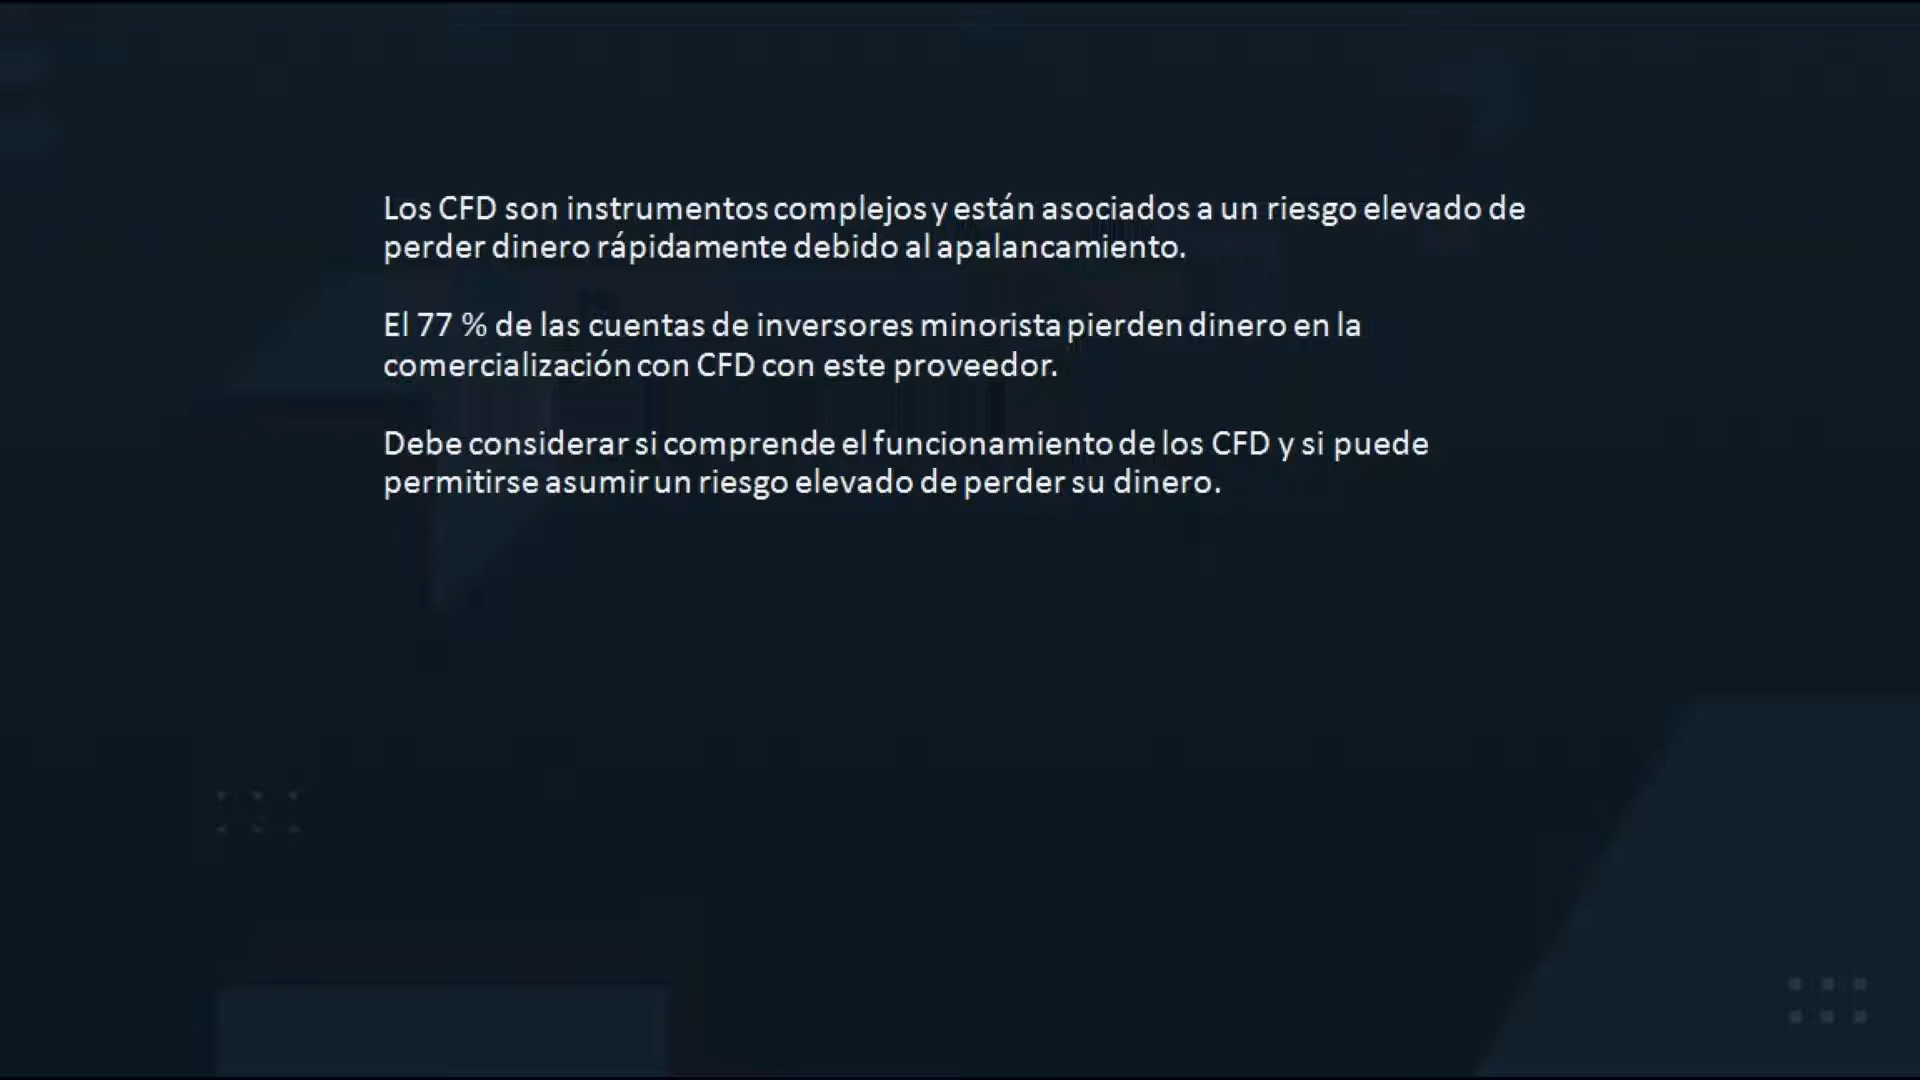 Los CFD son instrumentos complejos y están asociados a un riesgo elevado de
perder dinero rápidamente debido al apalancamiento.
El 77 % de las cuentas de inversores minorista pierden dinero en la
comercialización con CFD con este proveedor.
Debe considerar si comprende el funcionamiento de los CFD y si puede
permitirse asumir un riesgo elevado de perder su dinero.